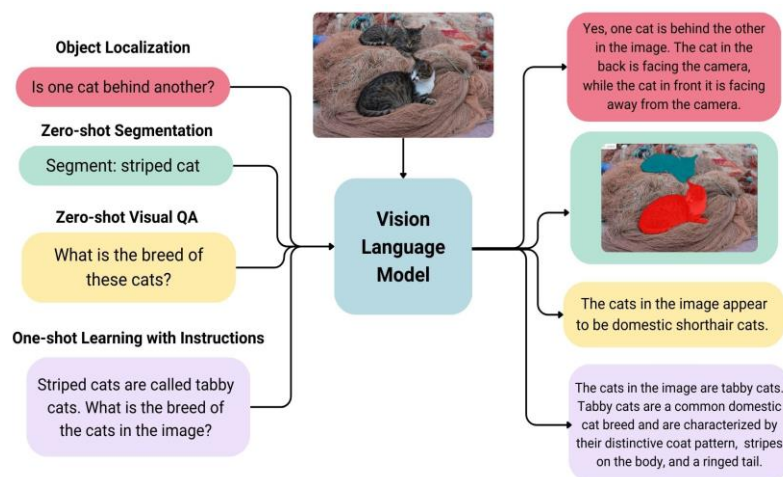 Object Localization
Is one cat behind another?
Zero-shot Segmentation
Segment: striped cat
Zero-shot Visual QA
What is the breed of
these cats?
One-shot Learning with Instructions
Striped cats are called tabby
cats. What is the breed of
the cats in the image?
Vision
Language
Model
Yes, one cat is behind the other
in the image. The cat in the
back is facing the camera,
while the cat in front it is facing
away from the camera.
The cats in the image appear
to be domestic shorthair cats.
The cats in the image are tabby cats.
Tabby cats are a common domestic
cat breed and are characterized by
their distinctive coat pattern, stripes
on the body, and a ringed tail.